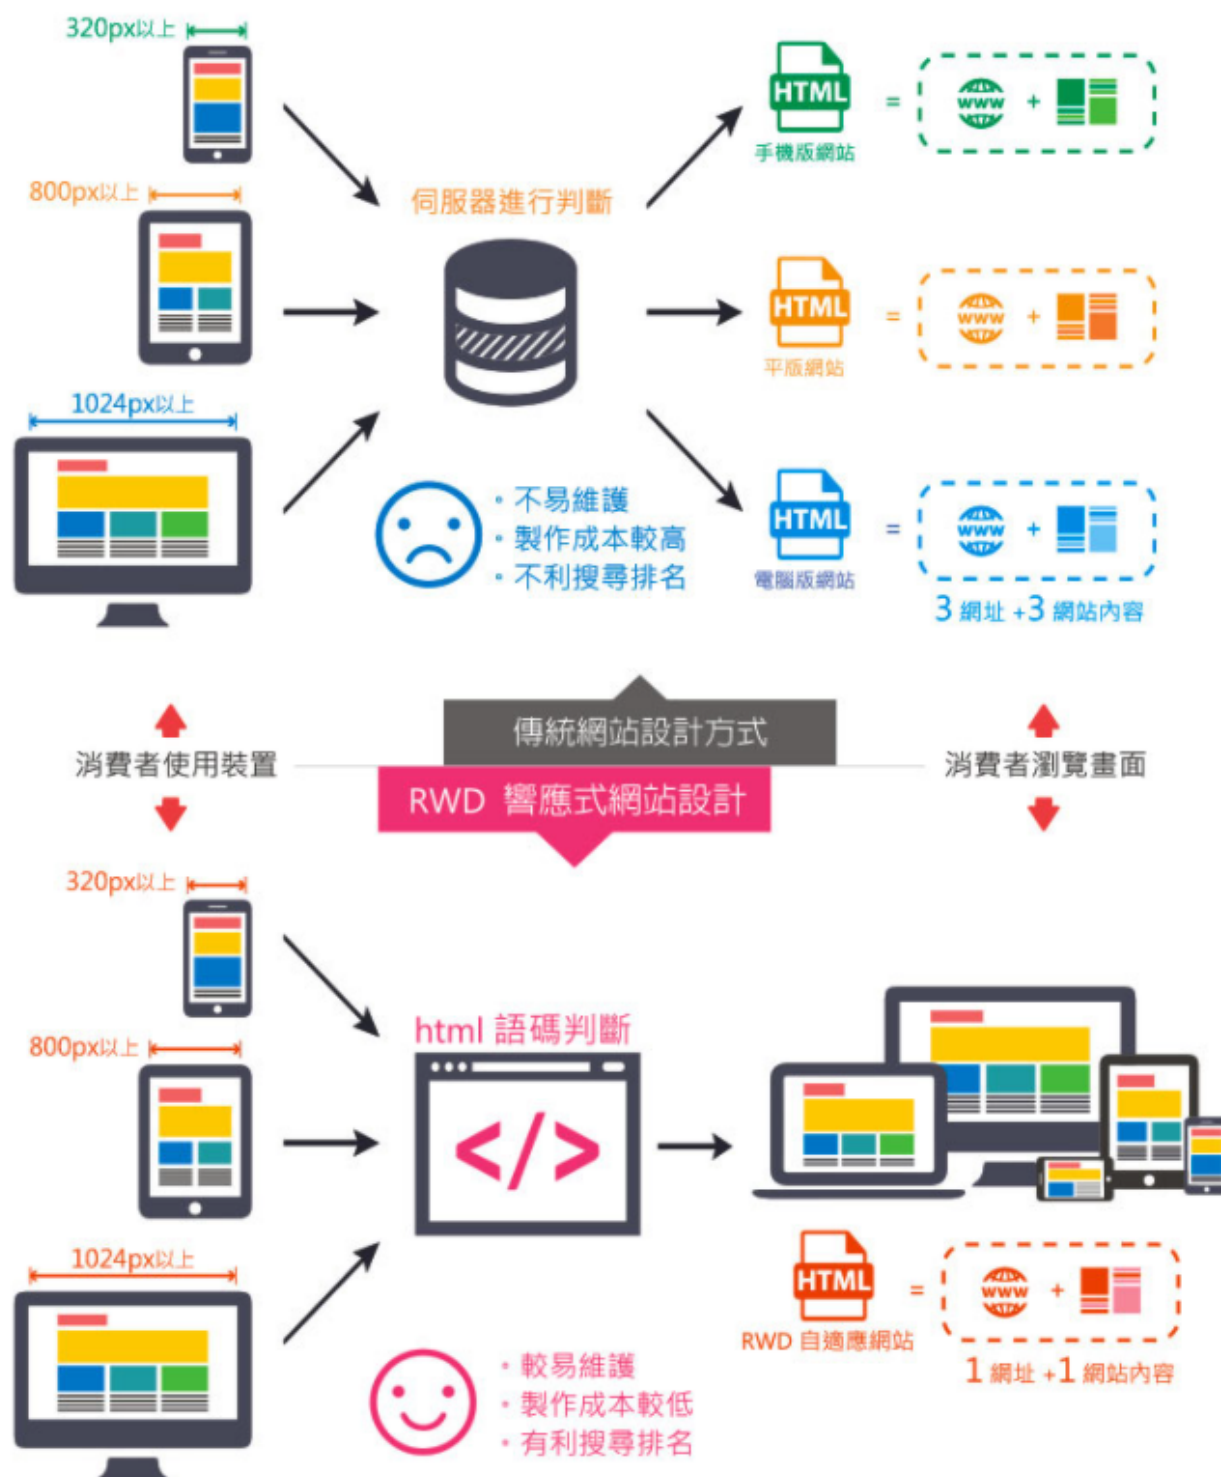 320px以上
HTML
= WWW +
手機版網站
800px以上
伺服器進行判斷
HTML
= WWW +
平版網站
1024px以上
• 不易維護
• 製作成本較高
• 不利搜尋排名
HTML
= WWW +
電腦版網站
3 網址 +3 網站內容
傳統網站設計方式
消費者使用裝置
消費者瀏覽畫面
RWD 響應式網站設計
320px以上
html 語碼判斷
800px以上
</>
1024px以上
HTML
= WWW +
RWD 自適應網站
1 網址 +1 網站內容
• 較易維護
• 製作成本較低
• 有利搜尋排名